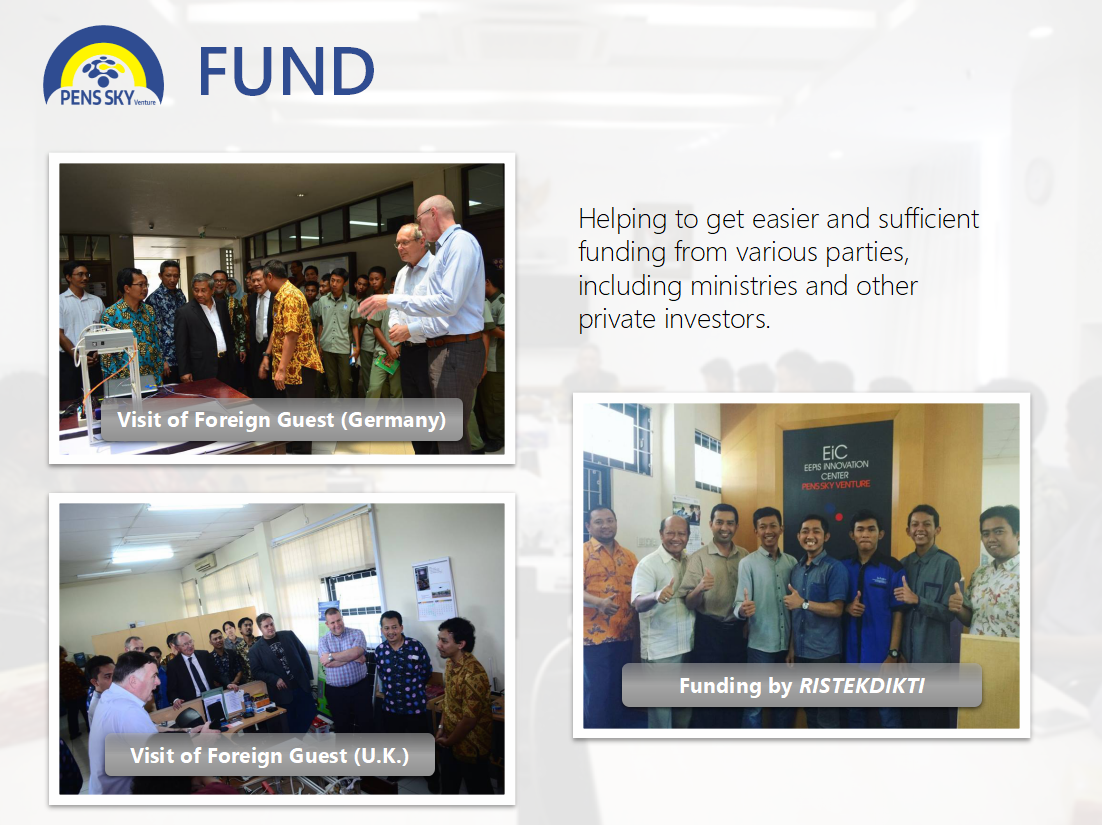 PENS SKY Venture
FUND
Helping to get easier and sufficient
funding from various parties,
including ministries and other
private investors.
Visit of Foreign Guest (Germany)
EiC
EEPIS INNOVATION
CENTER
PENS SKY VENTURE
Funding by RISTEKDIKTI
Visit of Foreign Guest (U.K.)